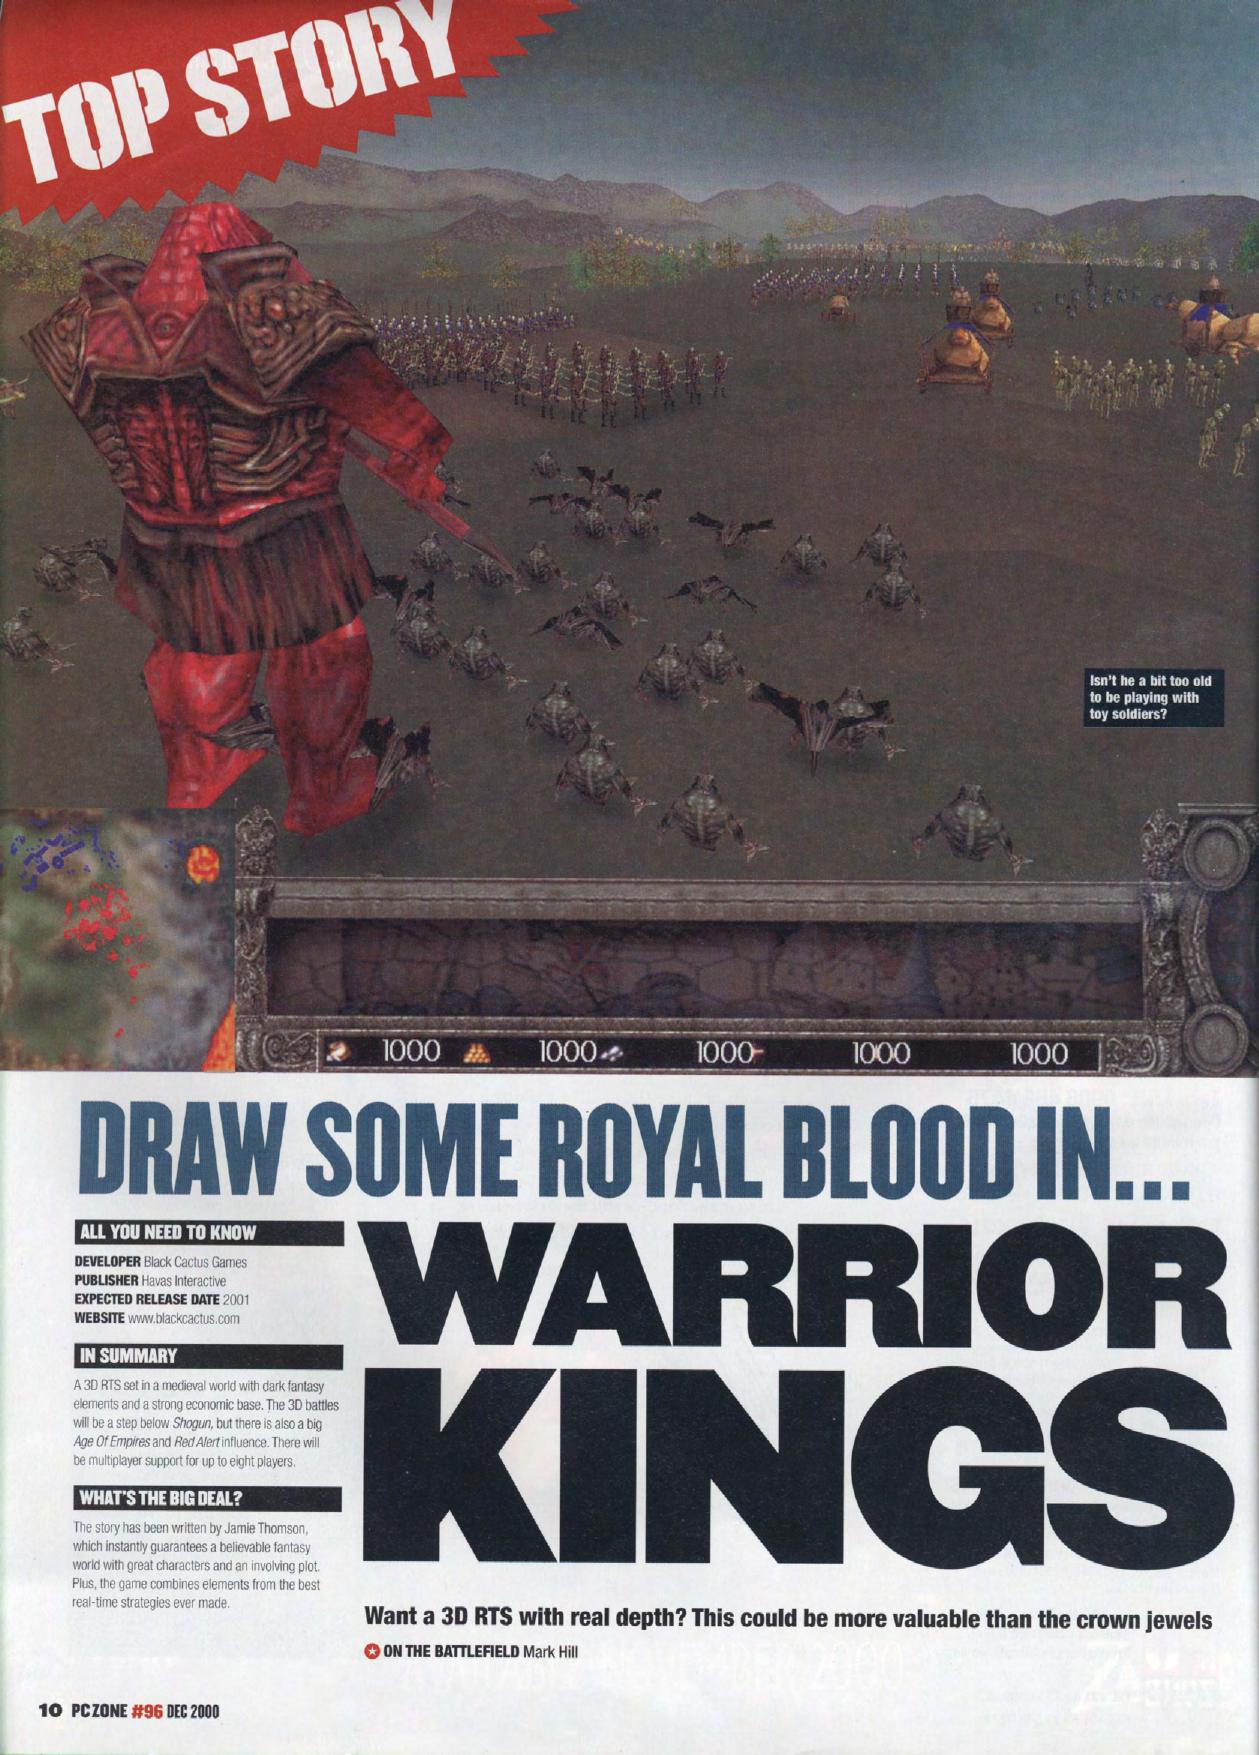 TOP STORY
Isn't he a bit too old
to be playing with
toy soldiers?
1000 1000 1000 1000 1000
DRAW SOME ROYAL BLOOD IN...
WARRIOR
KINGS
ALL YOU NEED TO KNOW
DEVELOPER Black Cactus Games
PUBLISHER Havas Interactive
EXPECTED RELEASE DATE 2001
WEBSITE www.blackcactus.com
IN SUMMARY
A 3D RTS set in a medieval world with dark fantasy
elements and a strong economic base. The 3D battles
will be a step below Shogun, but there is also a big
Age Of Empires and Red Alert influence. There will
be multiplayer support for up to eight players.
WHAT'S THE BIG DEAL?
The story has been written by Jamie Thomson,
which instantly guarantees a believable fantasy
world with great characters and an involving plot.
Plus, the game combines elements from the best
real-time strategies ever made.
Want a 3D RTS with real depth? This could be more valuable than the crown jewels
ON THE BATTLEFIELD Mark Hill
10 PCZONE #96 DEC 2000